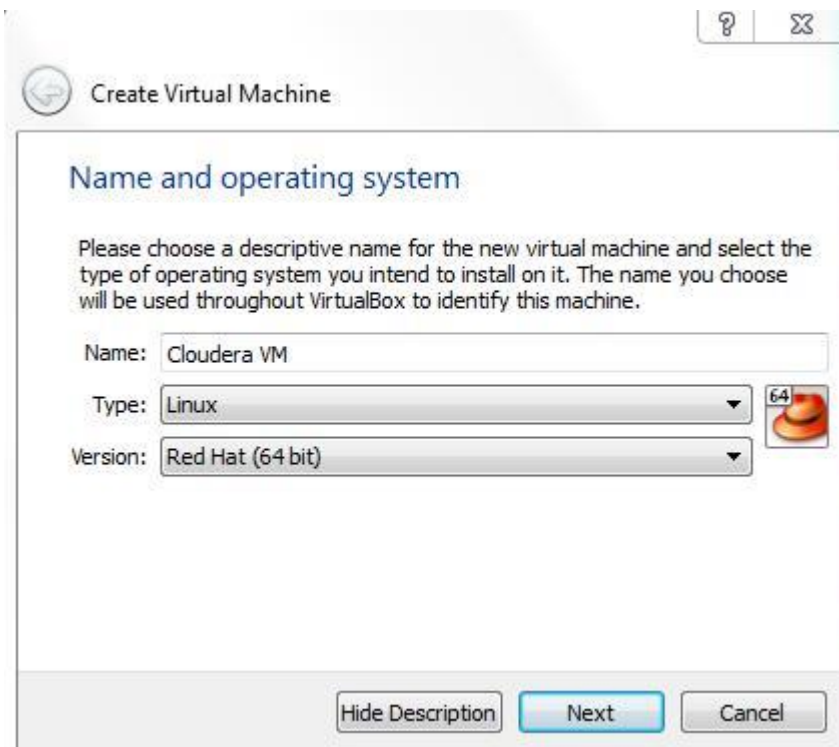 ?
Create Virtual Machine
Name and operating system
Please choose a descriptive name for the new virtual machine and select the
type of operating system you intend to install on it. The name you choose
will be used throughout VirtualBox to identify this machine.
Name: Cloudera VM
Type: Linux
64
Version: Red Hat (64 bit)
Hide Description Next Cancel